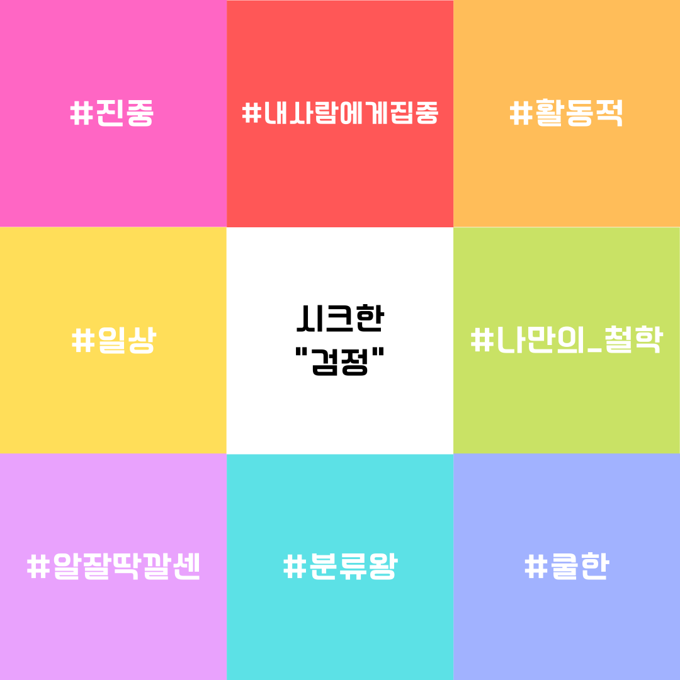 #진중
#내사람에게집중
#활동적
#일상
시크한
"검정"
#나만의_철학
#알잘딱깔센
#분류왕
#쿨한